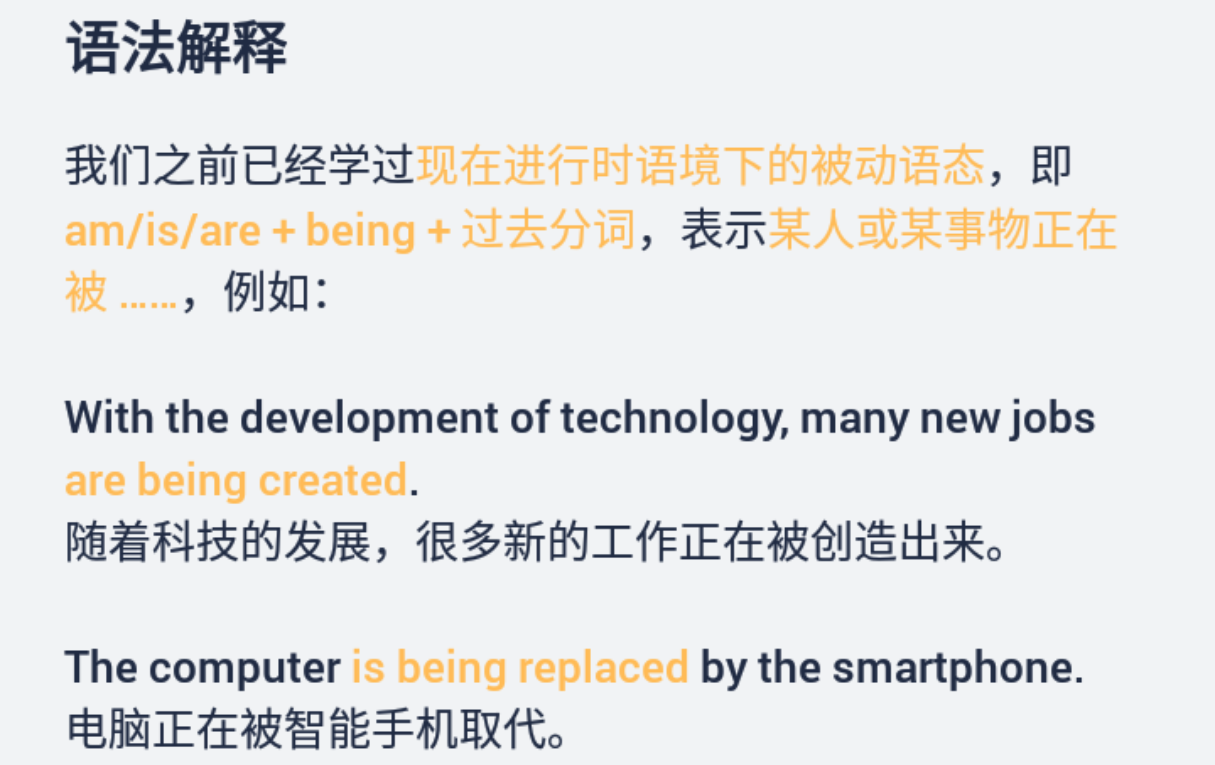 语法解释
我们之前已经学过现在进行时语境下的被动语态，即
am/is/are + being + 过去分词，表示某人或某事物正在
被 ……，例如：
With the development of technology, many new jobs
are being created.
随着科技的发展，很多新的工作正在被创造出来。
The computer is being replaced by the smartphone.
电脑正在被智能手机取代。